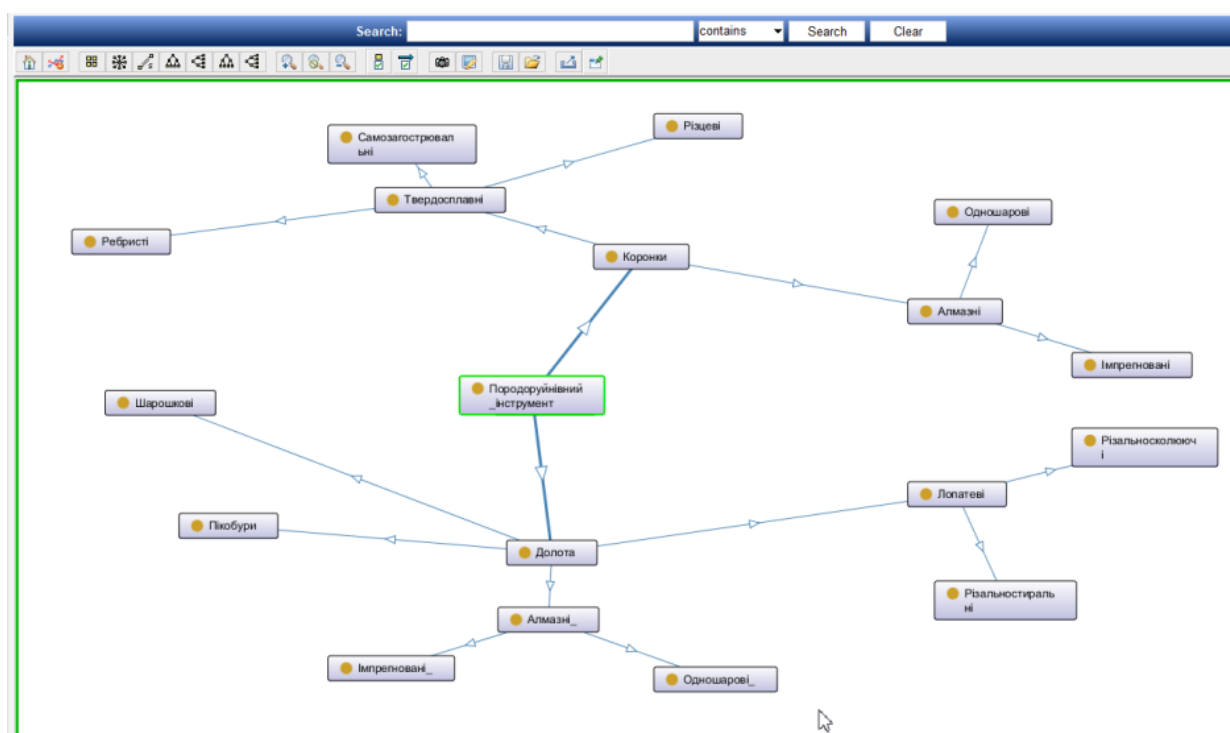 Search:
contains
Search
Clear
Різцеві
Самозагострювал
ьні
Твердосплавні
Одношарові
Ребристі
Коронки
Алмазні
Імпрегновані
Породоруйнівний
_інструмент
Шарошкові
Різальносколююч
і
Лопатеві
Пікобури
Долота
Різальностираль
ні
Алмазні_
Імпрегновані_
Одношарові_